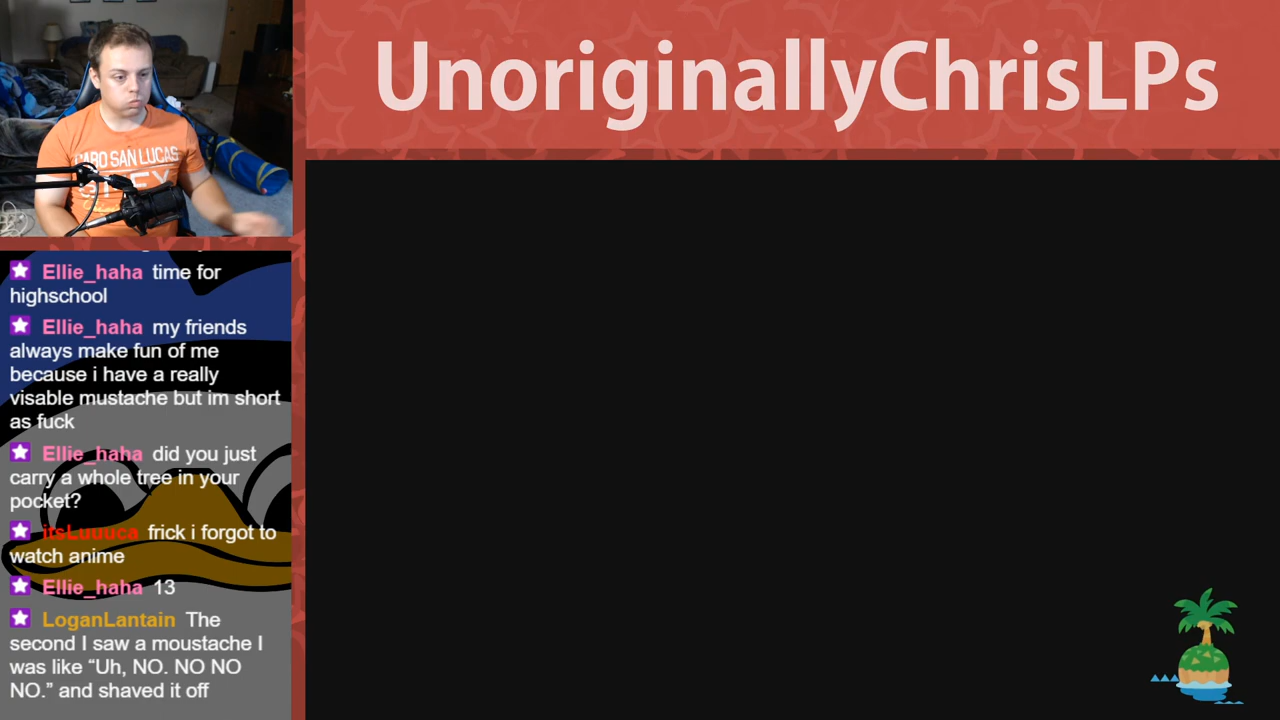 UnoriginallyChrisLPs
CABO SAN LUCAS
Ellie_haha time for
highschool
Ellie_haha my friends
always make fun of me
because i have a really
visable mustache but im short
as fuck
Ellie_haha did you just
carry a whole tree in your
pocket?
itsLuuuca frick i forgot to
watch anime
Ellie_haha 13
LoganLantain The
second I saw a moustache I
was like “Uh, NO. NO NO
NO.” and shaved it off